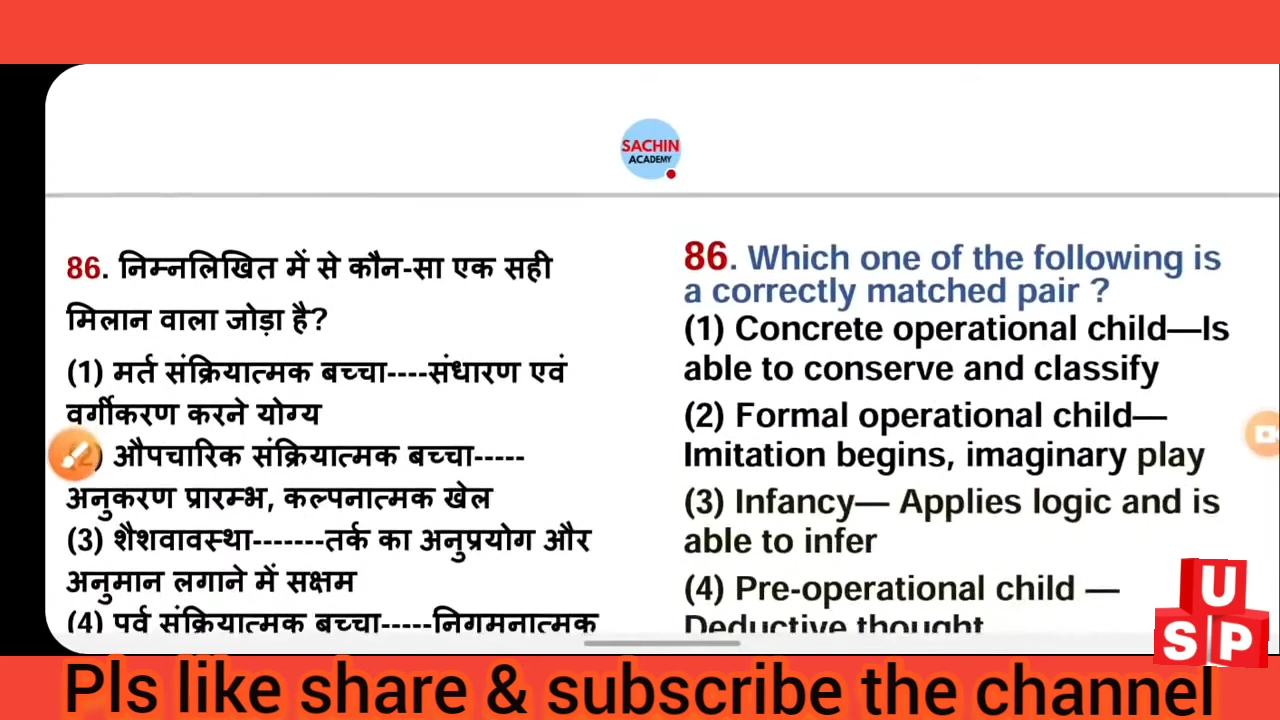 SACHIN
ACADEMY
86. निम्नलिखित में से कौन-सा एक सही
मिलान वाला जोड़ा है?
(1) मर्त संक्रियात्मक बच्चा----संधारण एवं
वर्गीकरण करने योग्य
औपचारिक संक्रियात्मक बच्चा-----
अनुकरण प्रारम्भ, कल्पनात्मक खेल
(3) शैशवावस्था-------तर्क का अनुप्रयोग और
अनुमान लगाने में सक्षम
(4) पर्व संक्रियात्मक बच्चा-----निगमनात्मक
86. Which one of the following is
a correctly matched pair ?
(1) Concrete operational child—Is
able to conserve and classify
(2) Formal operational child—
Imitation begins, imaginary play
(3) Infancy— Applies logic and is
able to infer
(4) Pre-operational child —
Deductive thought
U
S P
Pls like share & subscribe the channel